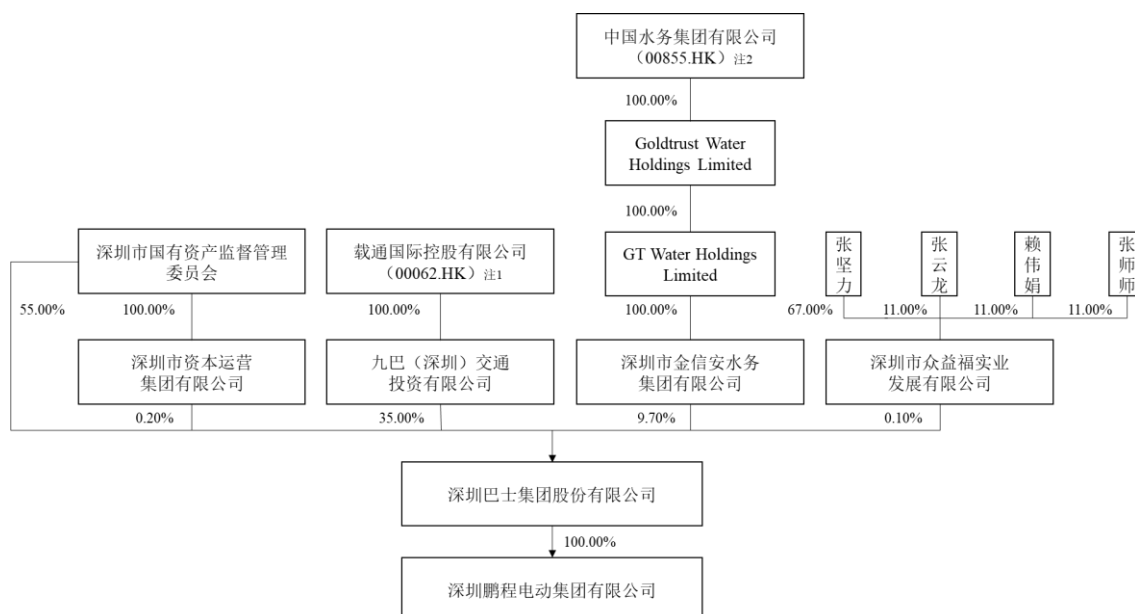 中国水务集团有限公司
（00855.HK）注2
100.00%
Goldtrust Water
Holdings Limited
100.00%
深圳市国有资产监督管理
委员会
载通国际控股有限公司
（00062.HK）注1
GT Water Holdings
Limited
张坚力
张云龙
赖伟娟
张师师
55.00%
100.00%
100.00%
100.00%
67.00%
11.00%
11.00%
11.00%
深圳市资本运营
集团有限公司
九巴（深圳）交通
投资有限公司
深圳市金信安水务
集团有限公司
深圳市众益福实业
发展有限公司
0.20%
35.00%
9.70%
0.10%
深圳巴士集团股份有限公司
100.00%
深圳鹏程电动集团有限公司